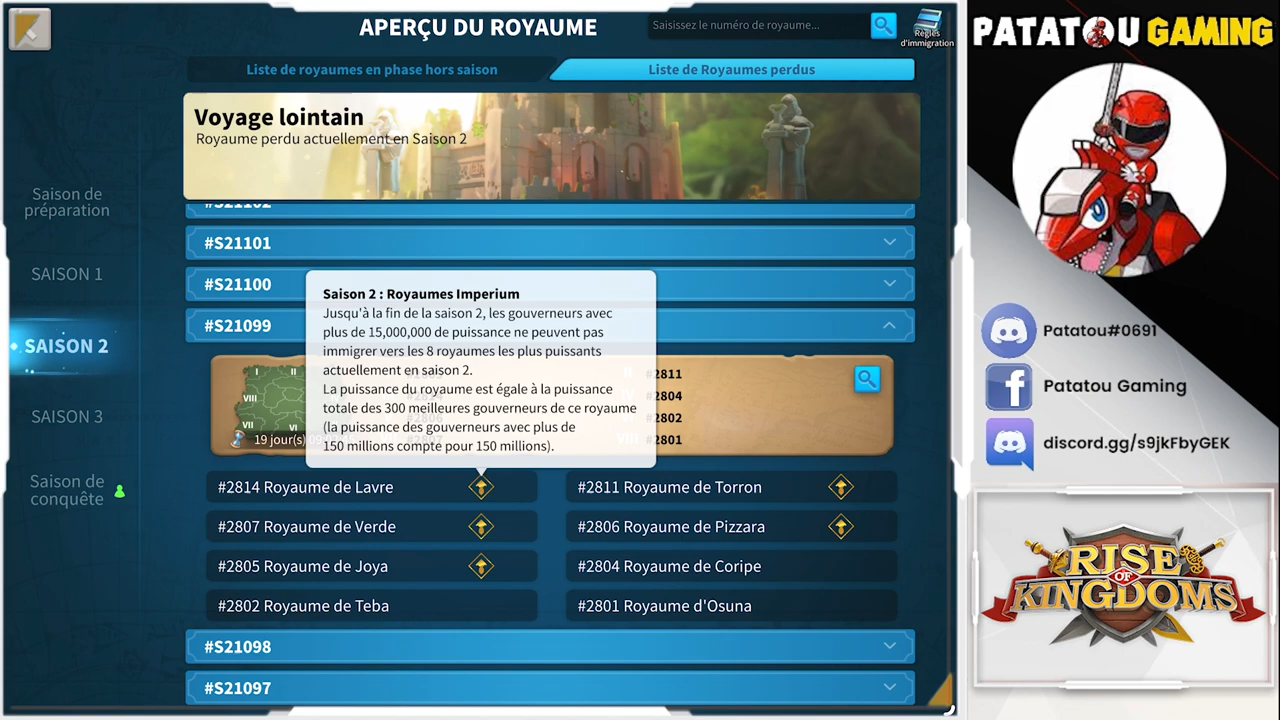 APERÇU DU ROYAUME
Saisissez le numéro de royaume...
Règles
d'immigration
Liste de royaumes en phase hors saison
Liste de Royaumes perdus
Voyage lointain
Royaume perdu actuellement en Saison 2
Saison de
préparation
SAISON 1
SAISON 2
SAISON 3
Saison de
conquête
#S21102
#S21101
#S21100
#S21099
Saison 2 : Royaumes Imperium
Jusqu'à la fin de la saison 2, les gouverneurs avec
plus de 15,000,000 de puissance ne peuvent pas
immigrer vers les 8 royaumes les plus puissants
actuellement en saison 2.
La puissance du royaume est égale à la puissance
totale des 300 meilleures gouverneurs de ce royaume
(la puissance des gouverneurs avec plus de
150 millions compte pour 150 millions).
I II
VIII
VII VI
19 jour(s)
#2811
#2804
#2802
#2801
#2814 Royaume de Lavre
#2811 Royaume de Torron
#2807 Royaume de Verde
#2806 Royaume de Pizzara
#2805 Royaume de Joya
#2804 Royaume de Coripe
#2802 Royaume de Teba
#2801 Royaume d'Osuna
#S21098
#S21097
PATATOU GAMING
Patatou#0691
Patatou Gaming
discord.gg/s9jkFbyGEK
RISE
OF
KINGDOMS